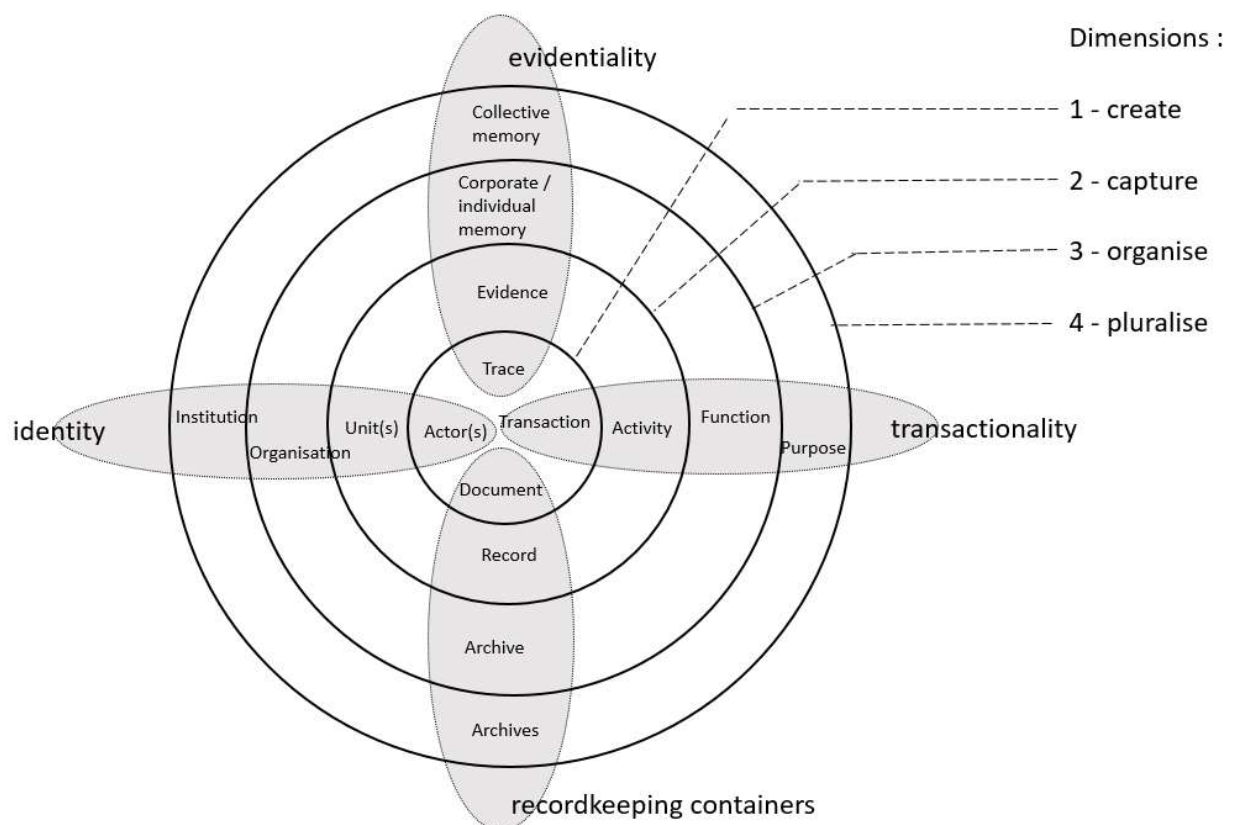 evidentiality
Dimensions :
Collective
memory
1 - create
Corporate /
individual
memory
2 - capture
Evidence
3 - organise
Trace
4 - pluralise
identity
Institution
Organisation
Unit(s)
Actor(s)
Transaction
Activity
Function
Purpose
transactionality
Document
Record
Archive
Archives
recordkeeping containers